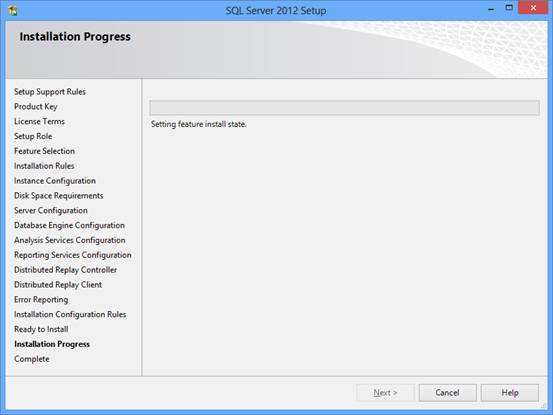 SQL Server 2012 Setup
Installation Progress
Setup Support Rules
Product Key
License Terms
Setup Role
Feature Selection
Installation Rules
Instance Configuration
Disk Space Requirements
Server Configuration
Database Engine Configuration
Analysis Services Configuration
Reporting Services Configuration
Distributed Replay Controller
Distributed Replay Client
Error Reporting
Installation Configuration Rules
Ready to Install
Installation Progress
Complete
Setting feature install state.
Next >
Cancel
Help